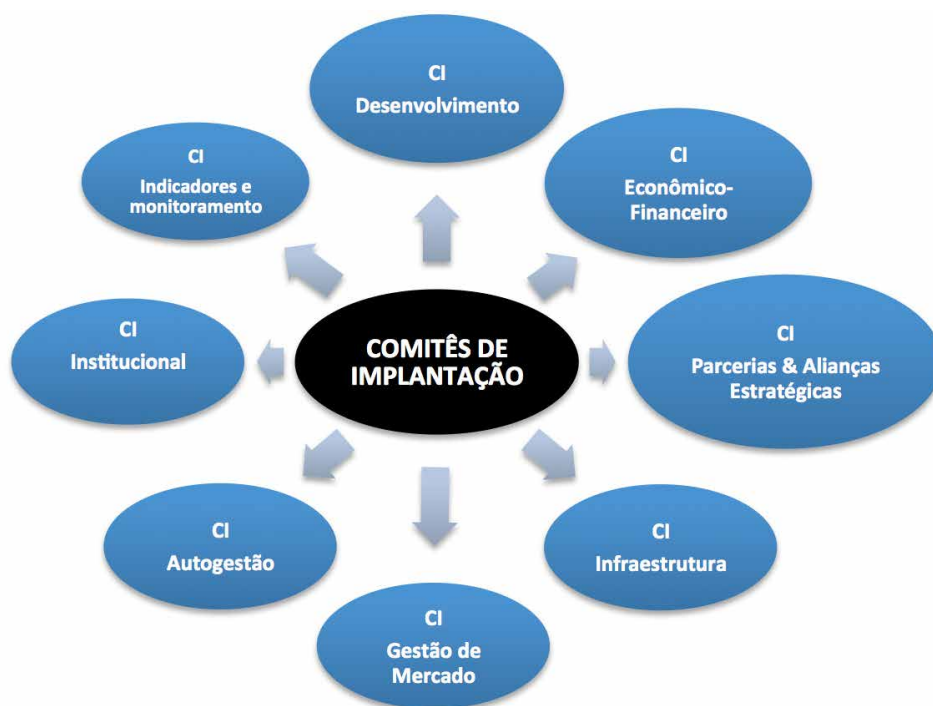 CI
Desenvolvimento
CI
Econômico-
Financeiro
CI
Indicadores e
monitoramento
CI
Institucional
COMITÊS DE
IMPLANTAÇÃO
CI
Parcerias & Alianças
Estratégicas
CI
Autogestão
CI
Infraestrutura
CI
Gestão de
Mercado